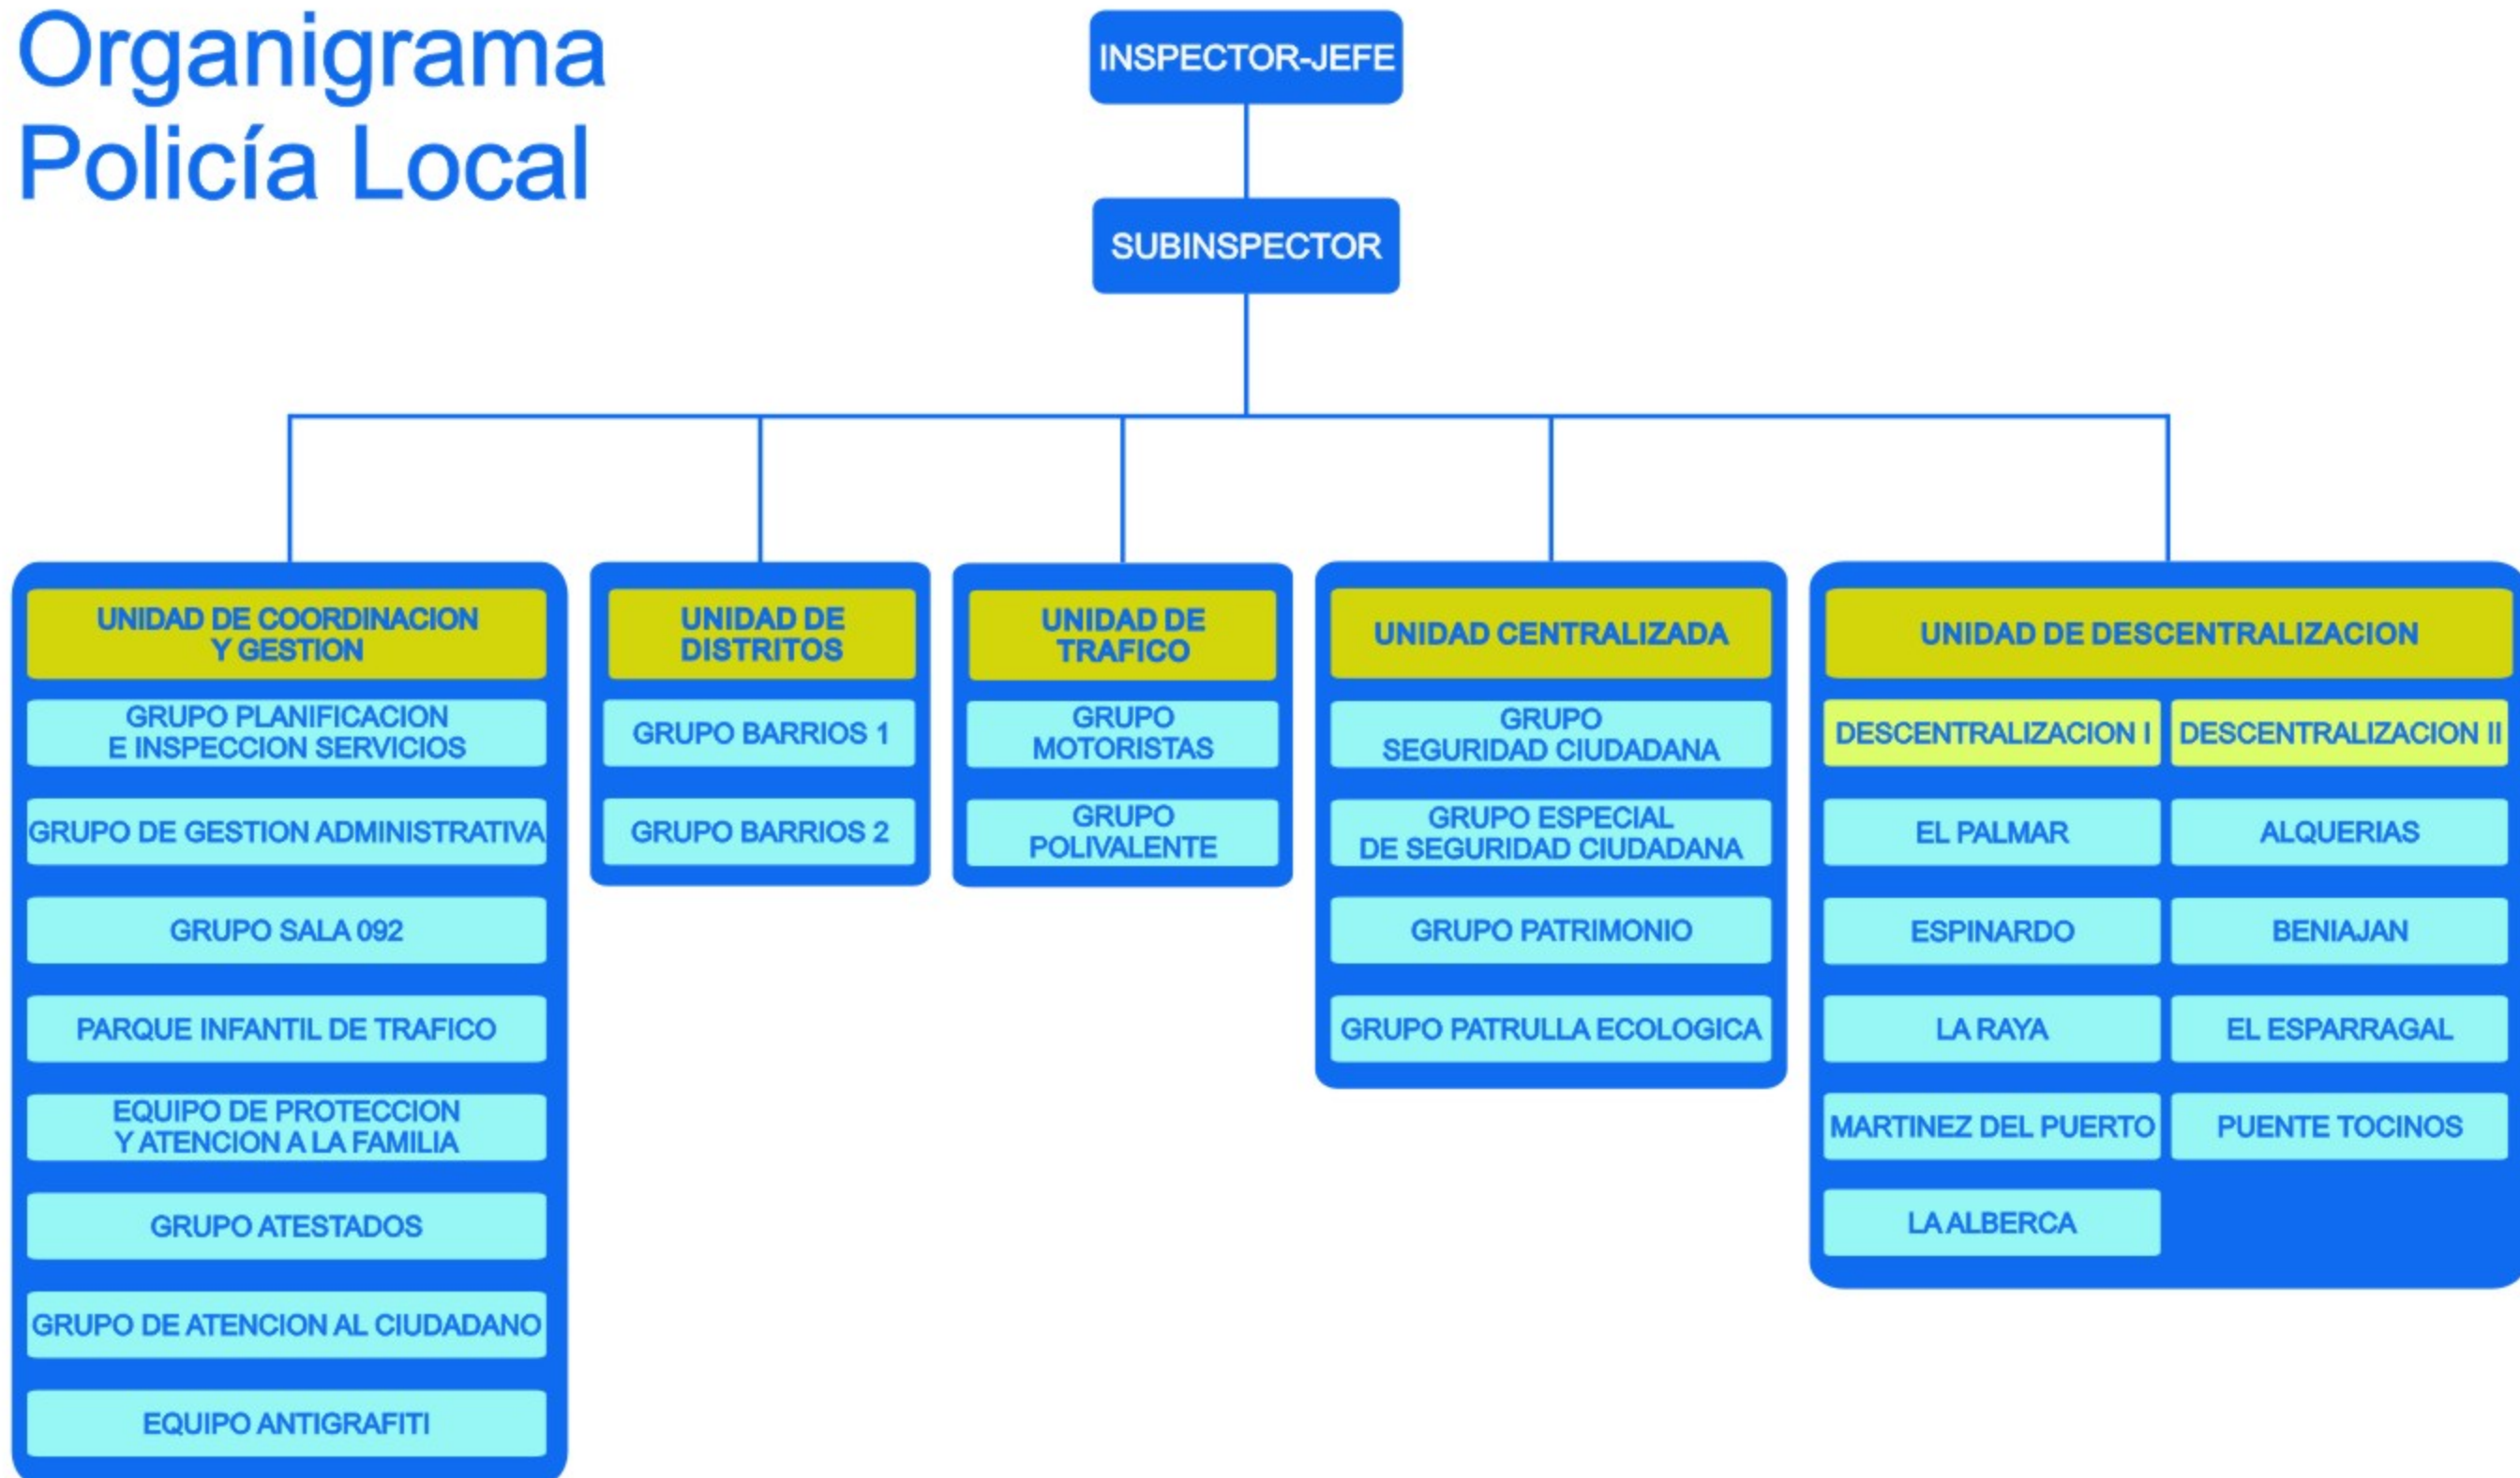 Organigrama
Policía Local
INSPECTOR-JEFE
SUBINSPECTOR
UNIDAD DE COORDINACION
Y GESTION
GRUPO PLANIFICACION
E INSPECCION SERVICIOS
GRUPO DE GESTION ADMINISTRATIVA
GRUPO SALA 092
PARQUE INFANTIL DE TRAFICO
EQUIPO DE PROTECCION
Y ATENCION A LA FAMILIA
GRUPO ATESTADOS
GRUPO DE ATENCION AL CIUDADANO
EQUIPO ANTIGRAFITI
UNIDAD DE
DISTRITOS
GRUPO BARRIOS 1
GRUPO BARRIOS 2
UNIDAD DE
TRAFICO
GRUPO
MOTORISTAS
GRUPO
POLIVALENTE
UNIDAD CENTRALIZADA
GRUPO
SEGURIDAD CIUDADANA
GRUPO ESPECIAL
DE SEGURIDAD CIUDADANA
GRUPO PATRIMONIO
GRUPO PATRULLA ECOLOGICA
UNIDAD DE DESCENTRALIZACION
DESCENTRALIZACION I
EL PALMAR
ESPINARDO
LA RAYA
MARTINEZ DEL PUERTO
LA ALBERCA
DESCENTRALIZACION II
ALQUERIAS
BENIAJAN
EL ESPARRAGAL
PUENTE TOCINOS